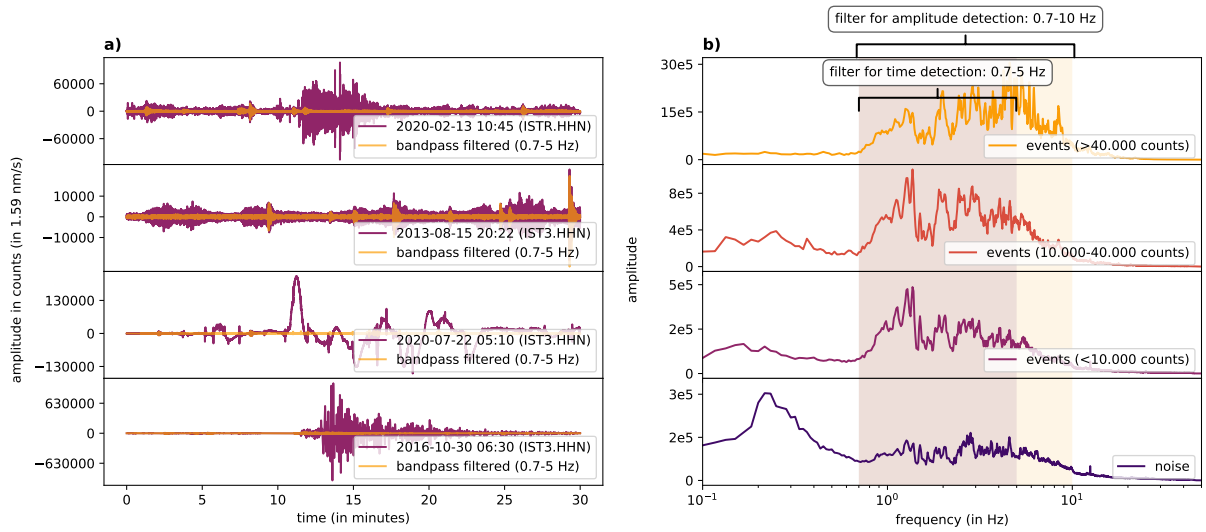 a)
amplitude in counts (in 1.59 nm/s)
60000
0
−60000
2020-02-13 10:45 (ISTR.HHN)
bandpass filtered (0.7-5 Hz)
10000
0
−10000
2013-08-15 20:22 (IST3.HHN)
bandpass filtered (0.7-5 Hz)
130000
0
−130000
2020-07-22 05:10 (IST3.HHN)
bandpass filtered (0.7-5 Hz)
630000
0
−630000
2016-10-30 06:30 (IST3.HHN)
bandpass filtered (0.7-5 Hz)
0 5 10 15 20 25 30
time (in minutes)
b)
filter for amplitude detection: 0.7-10 Hz
filter for time detection: 0.7-5 Hz
amplitude
30e5
15e5
0
events (>40.000 counts)
8e5
4e5
0
events (10.000-40.000 counts)
5e5
2e5
0
events (<10.000 counts)
3e5
2e5
0
noise
10⁻¹ 10⁰ 10¹
frequency (in Hz)